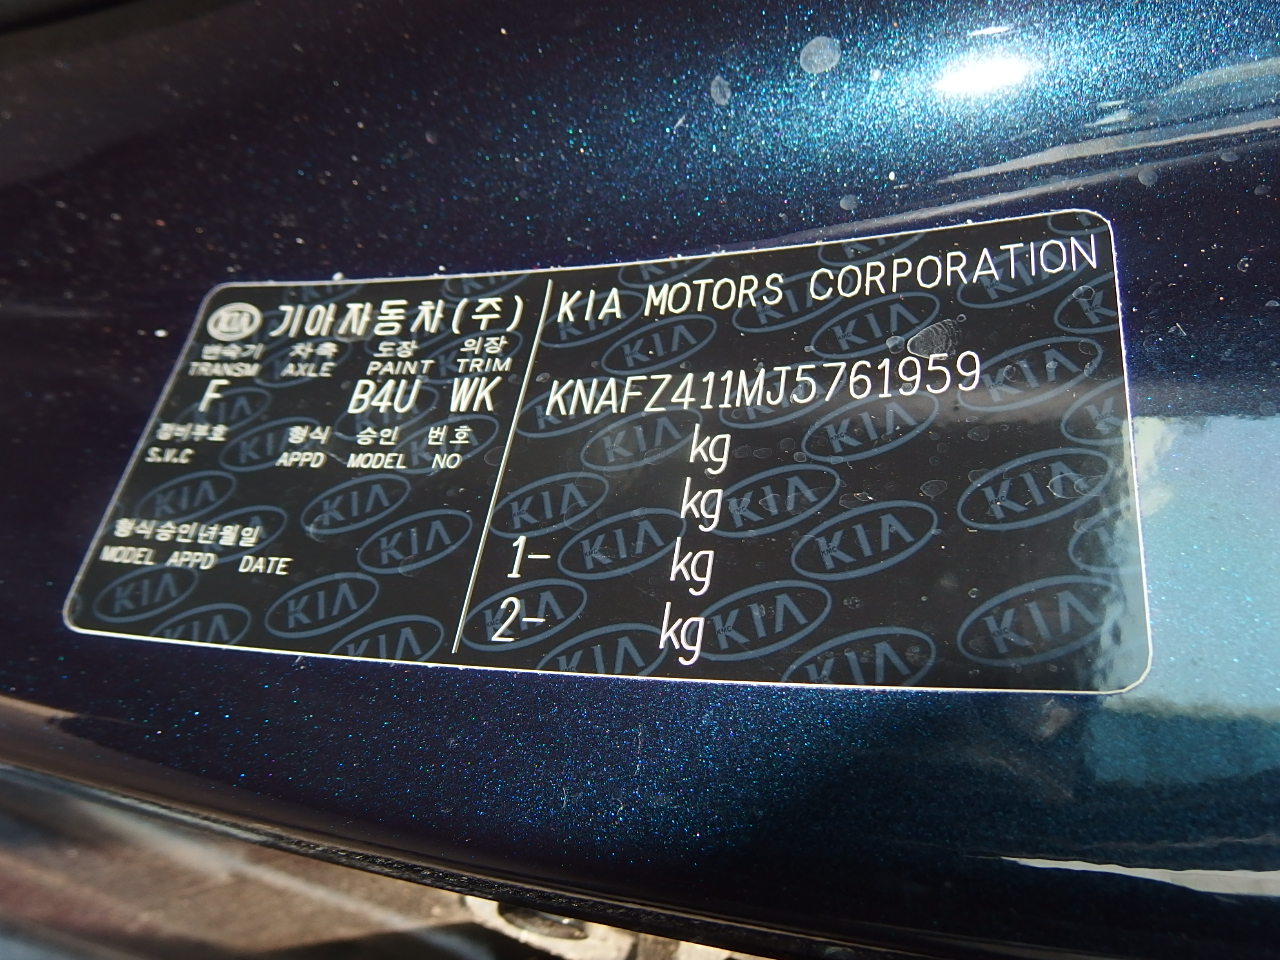 KIA 기아자동차(주)
변속기 차축 도장 의장
TRANSM AXLE PAINT TRIM
F B4U WK
장비부호 형식 승인 번호
S.V.C APPD MODEL NO
형식승인년월일
MODEL APPD DATE
KIA MOTORS CORPORATION
KNAFZ411MJ5761959
kg
kg
1- kg
2- kg